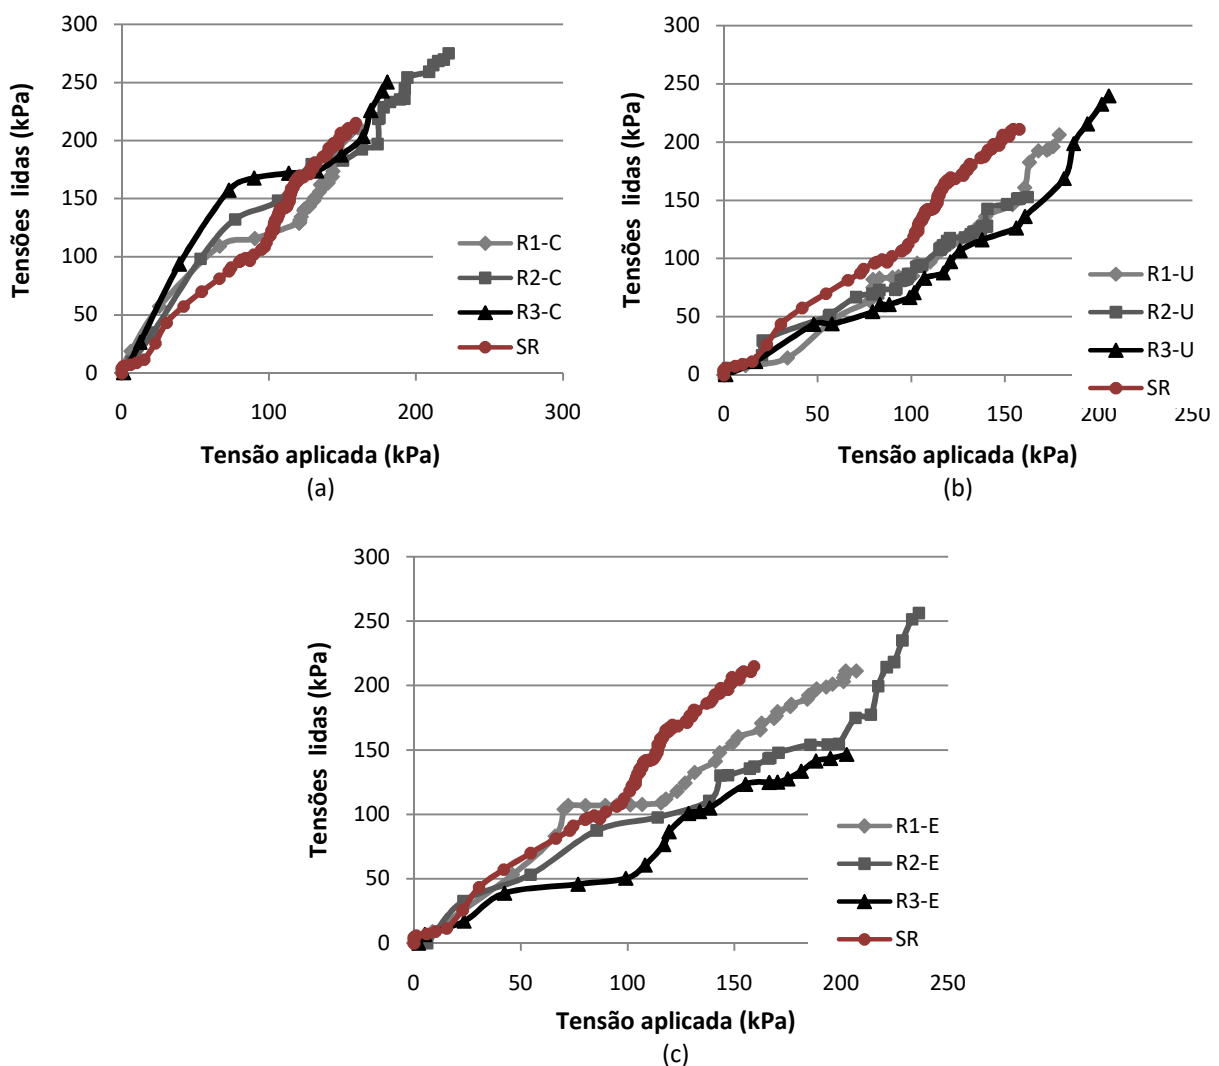 300
250
200
150
100
50
0
Tensões lidas (kPa)
0 100 200 300
Tensão aplicada (kPa)
R1-C
R2-C
R3-C
SR
(a)
300
250
200
150
100
50
0
Tensões lidas (kPa)
0 50 100 150 200 250
Tensão aplicada (kPa)
R1-U
R2-U
R3-U
SR
(b)
300
250
200
150
100
50
0
Tensões lidas (kPa)
0 50 100 150 200 250
Tensão aplicada (kPa)
R1-E
R2-E
R3-E
SR
(c)